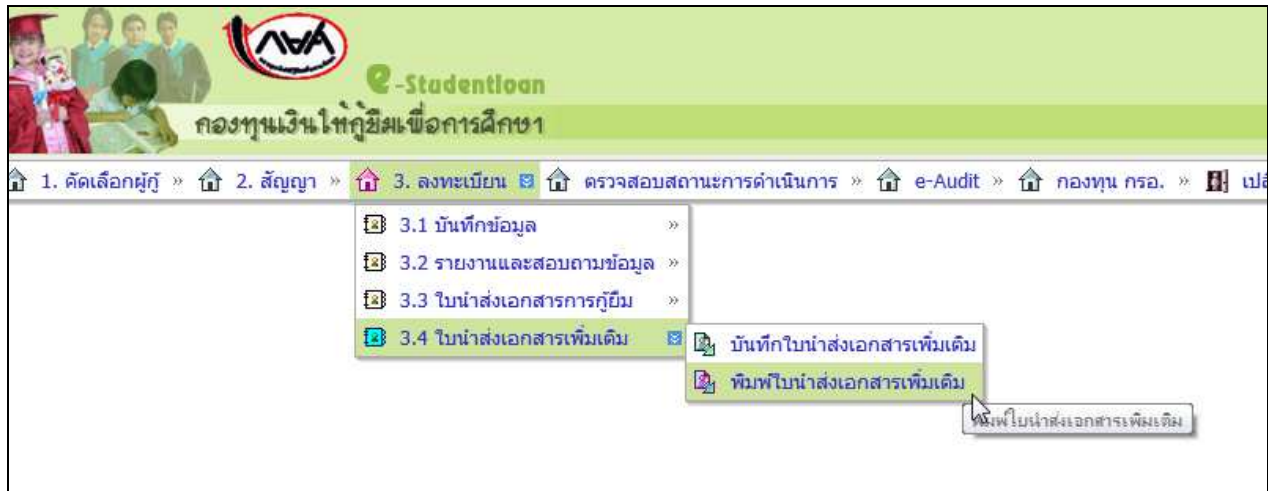 กยศ
e-Studentloan
กองทุนเงินให้กู้ยืมเพื่อการศึกษา
1. คัดเลือกผู้กู้ » 2. สัญญา » 3. ลงทะเบียน ตรวจสอบสถานะการดำเนินการ » e-Audit » กองทุน กรอ. »
3.1 บันทึกข้อมูล »
3.2 รายงานและสอบถามข้อมูล »
3.3 ใบนำส่งเอกสารการกู้ยืม »
3.4 ใบนำส่งเอกสารเพิ่มเติม
บันทึกใบนำส่งเอกสารเพิ่มเติม
พิมพ์ใบนำส่งเอกสารเพิ่มเติม
พิมพ์ใบนำส่งเอกสารเพิ่มเติม